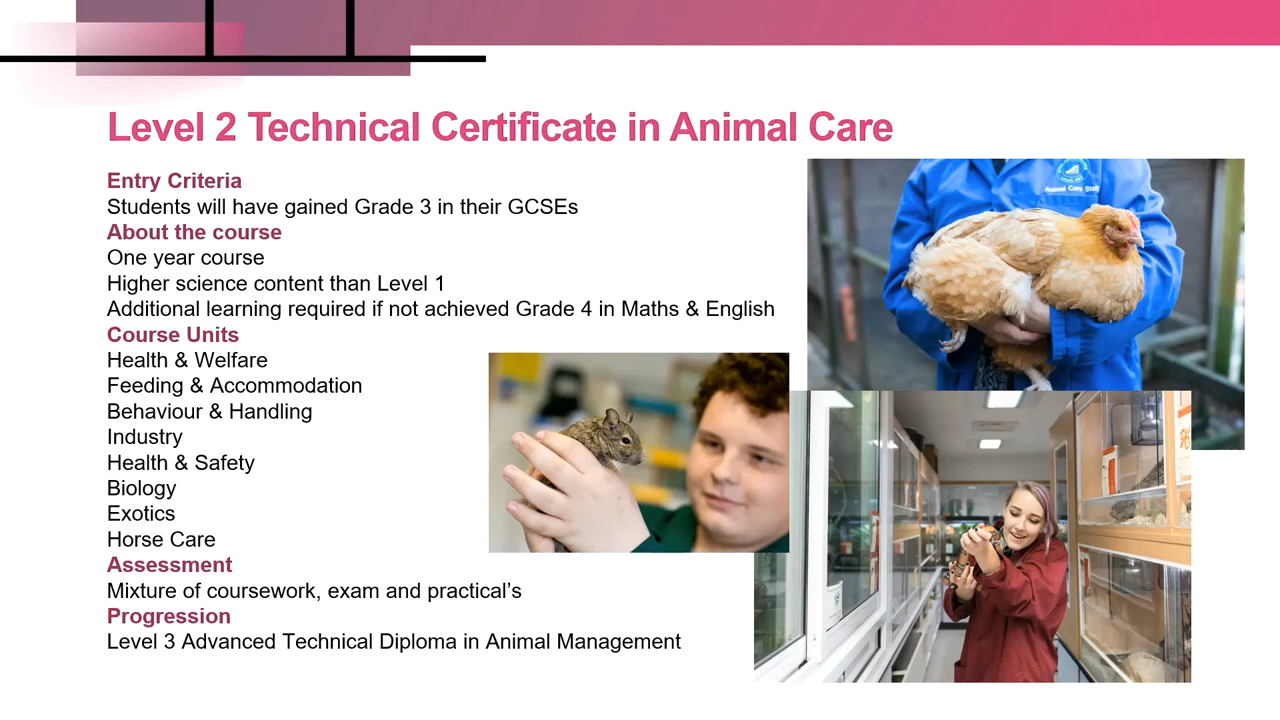 Level 2 Technical Certificate in Animal Care
Entry Criteria
Students will have gained Grade 3 in their GCSEs
About the course
One year course
Higher science content than Level 1
Additional learning required if not achieved Grade 4 in Maths & English
Course Units
Health & Welfare
Feeding & Accommodation
Behaviour & Handling
Industry
Health & Safety
Biology
Exotics
Horse Care
Assessment
Mixture of coursework, exam and practical’s
Progression
Level 3 Advanced Technical Diploma in Animal Management
Animal Care Staff